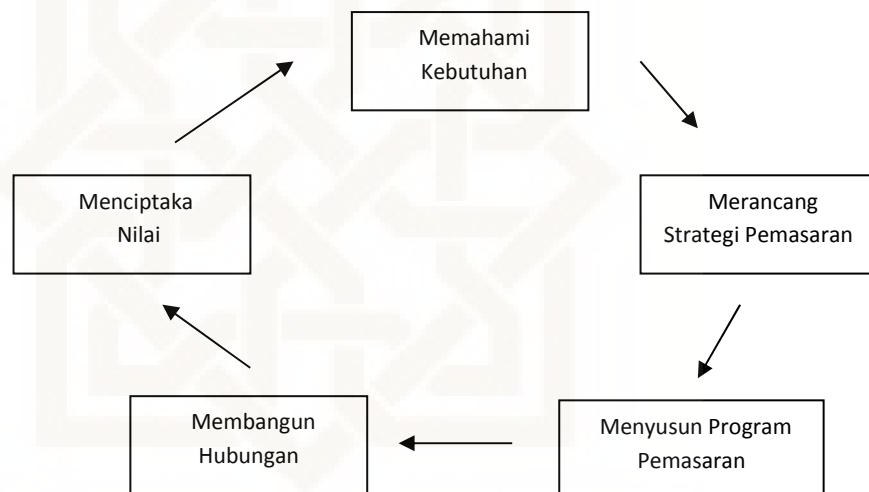 Memahami
Kebutuhan
Merancang
Strategi Pemasaran
Menyusun Program
Pemasaran
Membangun
Hubungan
Menciptaka
Nilai